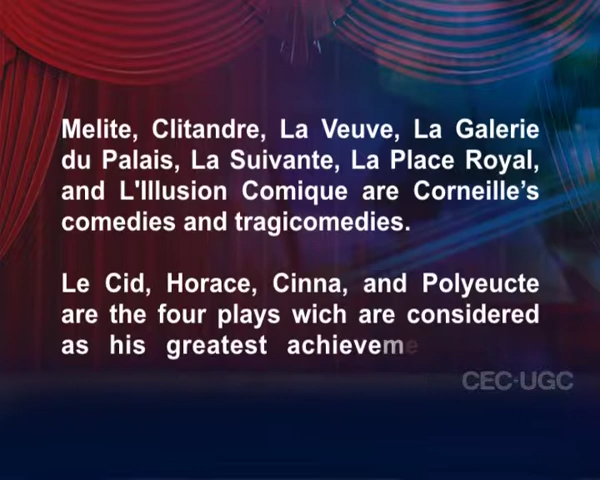 Melite, Clitandre, La Veuve, La Galerie
du Palais, La Suivante, La Place Royal,
and L'Illusion Comique are Corneille’s
comedies and tragicomedies.
Le Cid, Horace, Cinna, and Polyeucte
are the four plays wich are considered
as his greatest achieveme
CEC-UGC